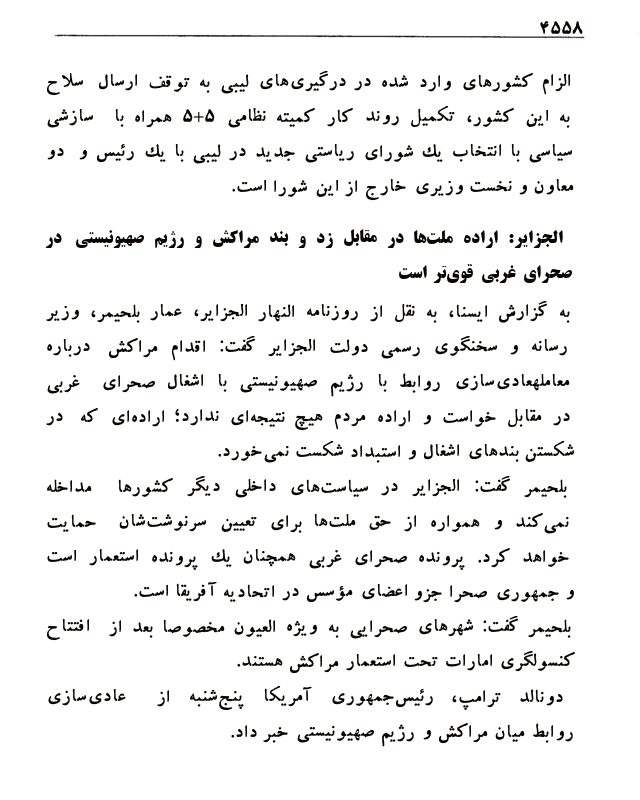 ۴۵۵۸
الزام کشورهای وارد شده در درگیری‌های لیبی به توقف ارسال سلاح
به این کشور، تکمیل روند کار کمیته نظامی ۵+۵ همراه با سازشی
سیاسی با انتخاب یك شورای ریاستی جدید در لیبی با یك رئیس و دو
معاون و نخست وزیری خارج از این شورا است.
الجزایر: اراده ملت‌ها در مقابل زد و بند مراکش و رژیم صهیونیستی در
صحرای غربی قوی‌تر است
به گزارش ایسنا، به نقل از روزنامه النهار الجزایر، عمار بلحیمر، وزیر
رسانه و سخنگوی رسمی دولت الجزایر گفت: اقدام مراکش درباره
معاملهعادی‌سازی روابط با رژیم صهیونیستی با اشغال صحرای غربی
در مقابل خواست و اراده مردم هیچ نتیجه‌ای ندارد؛ اراده‌ای که در
شکستن بندهای اشغال و استبداد شکست نمی‌خورد.
بلحیمر گفت: الجزایر در سیاست‌های داخلی دیگر کشورها مداخله
نمی‌کند و همواره از حق ملت‌ها برای تعیین سرنوشت‌شان حمایت
خواهد کرد. پرونده صحرای غربی همچنان یك پرونده استعمار است
و جمهوری صحرا جزو اعضای مؤسس در اتحادیه آفریقا است.
بلحیمر گفت: شهرهای صحرایی به ویژه العیون مخصوصا بعد از افتتاح
کنسولگری امارات تحت استعمار مراکش هستند.
دونالد ترامپ، رئیس‌جمهوری آمریکا پنج‌شنبه از عادی‌سازی
روابط میان مراکش و رژیم صهیونیستی خبر داد.